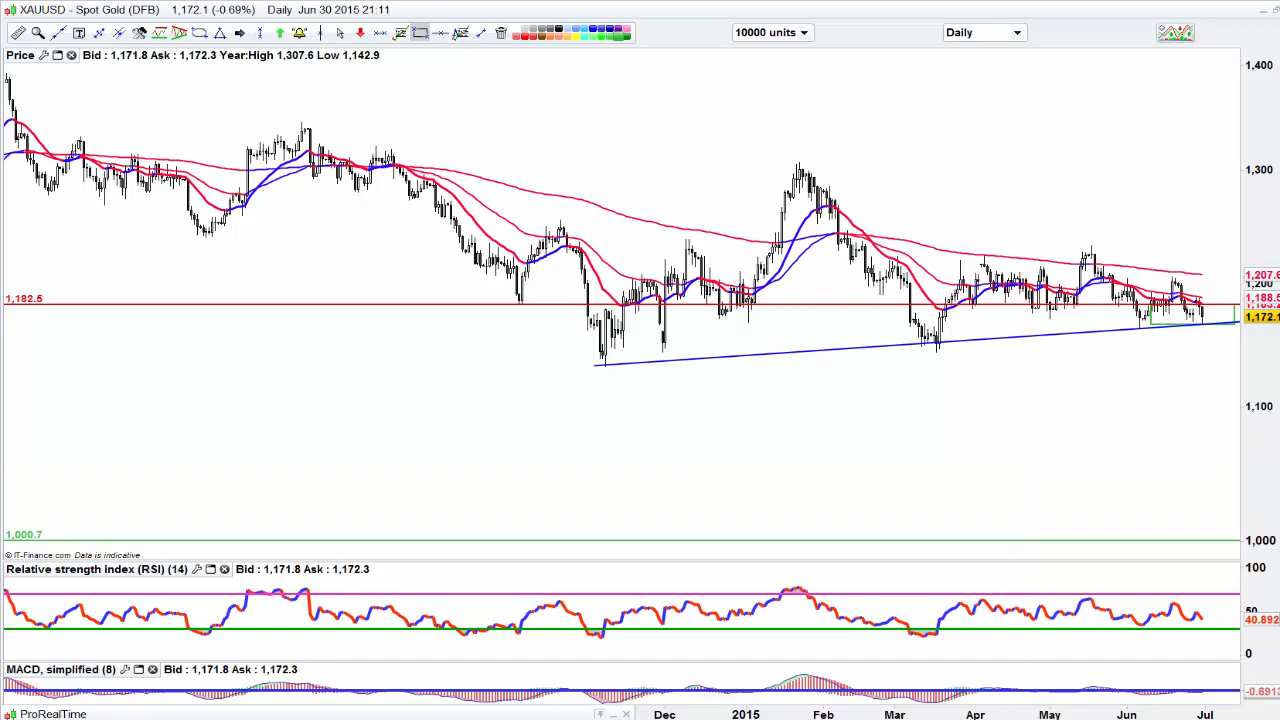 XAUUSD - Spot Gold (DFB) 1,172.1 (-0.69%) Daily Jun 30 2015 21:11
10000 units Daily
Price Bid : 1,171.8 Ask : 1,172.3 Year:High 1,307.6 Low 1,142.9
1,400
1,300
1,207.6
1,200
1,188.5
1,182.5
1,172.1
1,100
1,000.7
1,000
© IT-Finance.com Data is indicative
Relative strength index (RSI) (14) Bid : 1,171.8 Ask : 1,172.3
100
50
40.892
0
MACD, simplified (8) Bid : 1,171.8 Ask : 1,172.3
-0.6913
ProRealTime
Dec 2015 Feb Mar Apr May Jun Jul